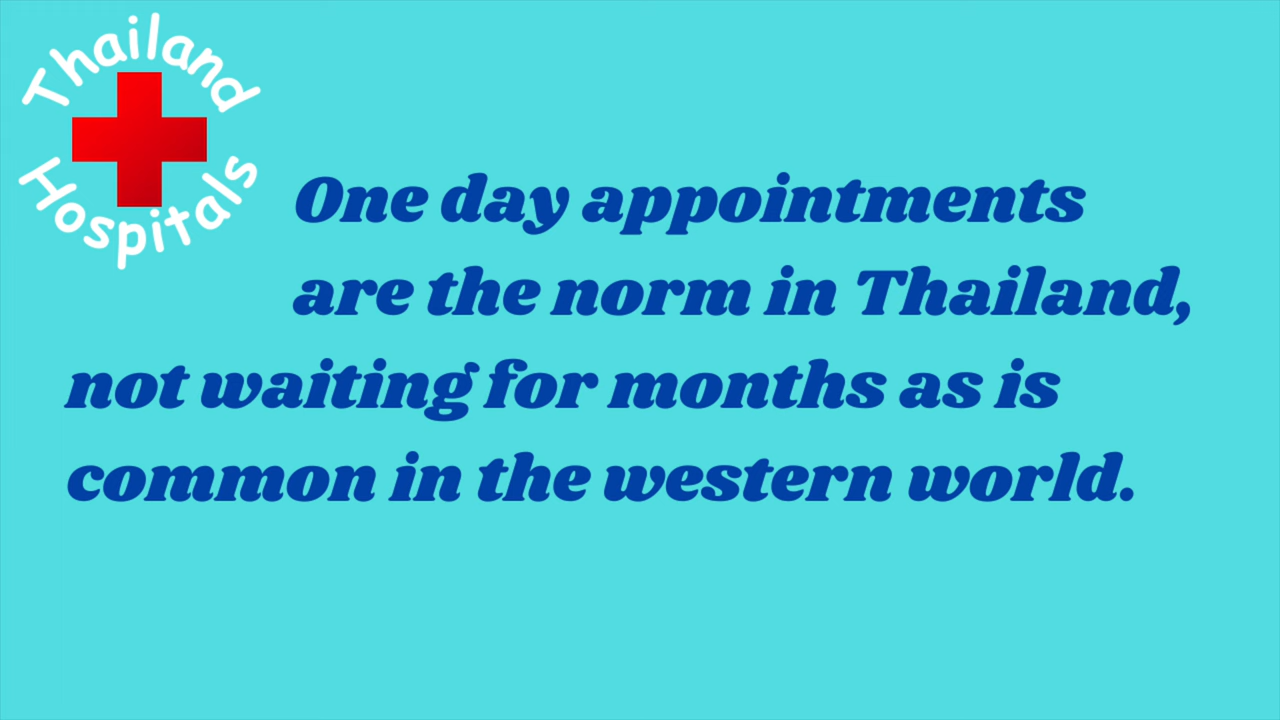 Thailand
Hospitals
One day appointments
are the norm in Thailand,
not waiting for months as is
common in the western world.